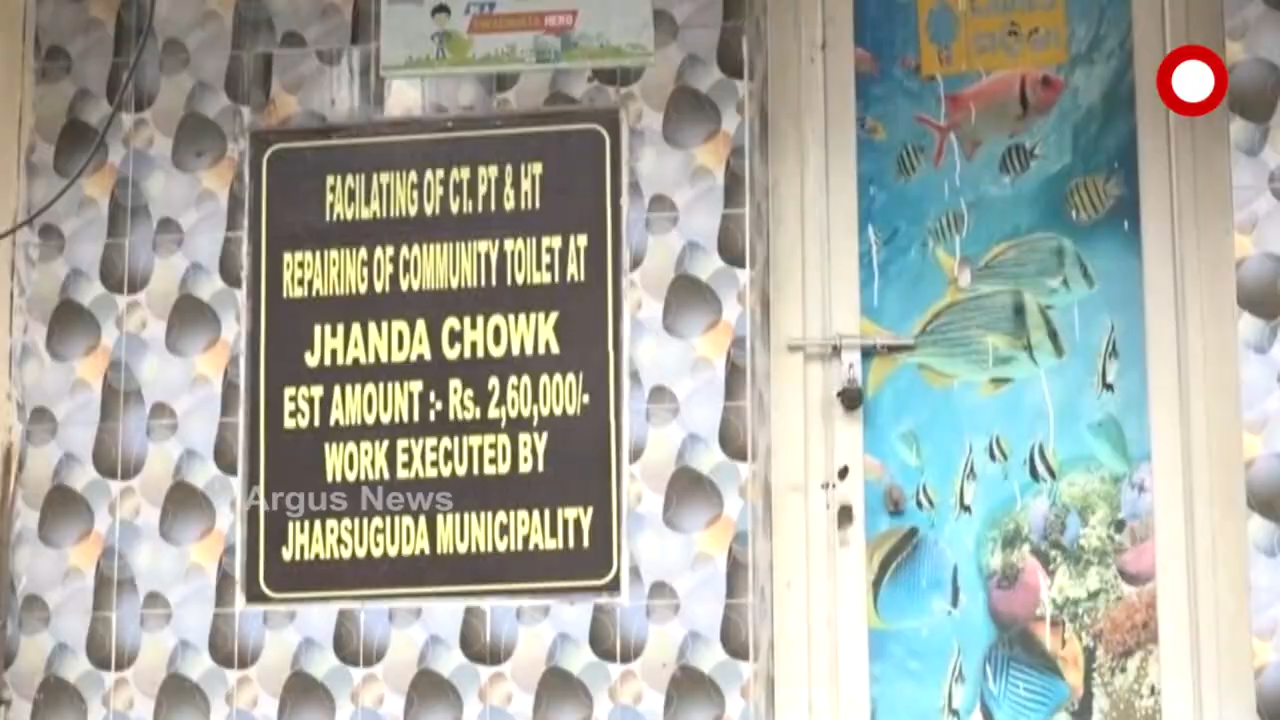 HERO
FACILATING OF CT. PT & HT
REPAIRING OF COMMUNITY TOILET AT
JHANDA CHOWK
EST AMOUNT :- Rs. 2,60,000/-
WORK EXECUTED BY
Argus News
JHARSUGUDA MUNICIPALITY